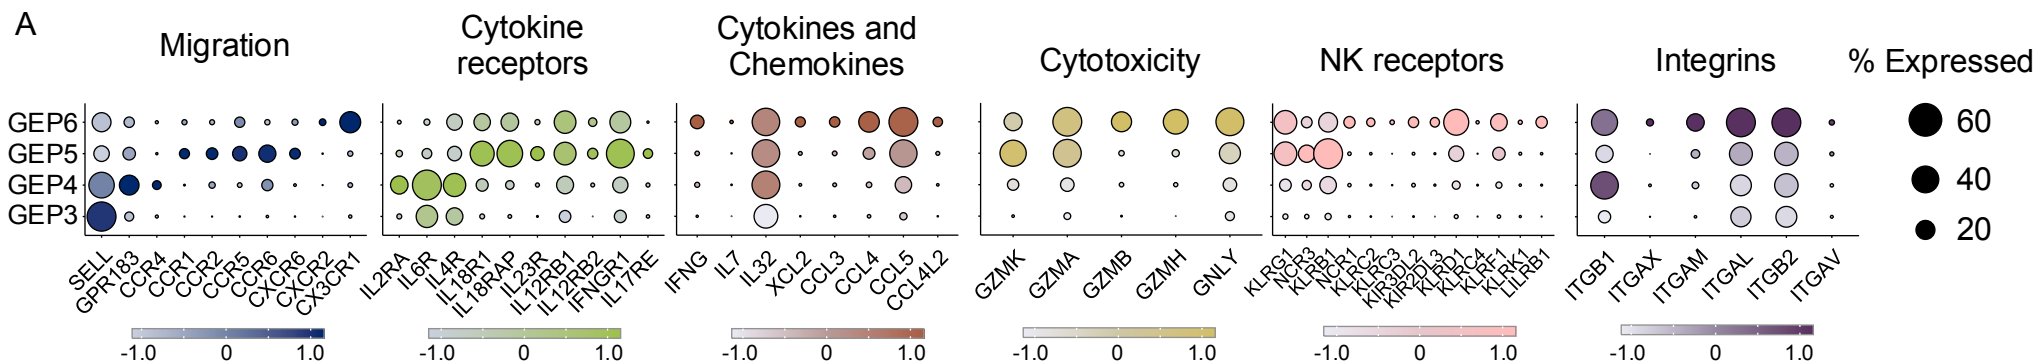 A
Migration
Cytokine
receptors
Cytokines and
Chemokines
Cytotoxicity
NK receptors
Integrins
% Expressed
60
40
20
GEP6
GEP5
GEP4
GEP3
SELL
GPR183
CCR4
CCR1
CCR2
CCR5
CCR6
CXCR6
CXCR2
CX3CR1
IL2RA
IL6R
IL4R
IL18R1
IL18RAP
IL23R
IL12RB1
IL12RB2
IFNGR1
IL17RE
IFNG
IL7
IL32
XCL2
CCL3
CCL4
CCL5
CCL4L2
GZMK
GZMA
GZMB
GZMH
GNLY
KLRG1
NCR3
KLRB1
NCR1
KLRC2
KLRC3
KIR3DL2
KIR2DL3
KLRD1
KLRC4
KLRF1
KLRK1
LILRB1
ITGB1
ITGAX
ITGAM
ITGAL
ITGB2
ITGAV
-1.0 0 1.0
-1.0 0 1.0
-1.0 0 1.0
-1.0 0 1.0
-1.0 0 1.0
-1.0 0 1.0